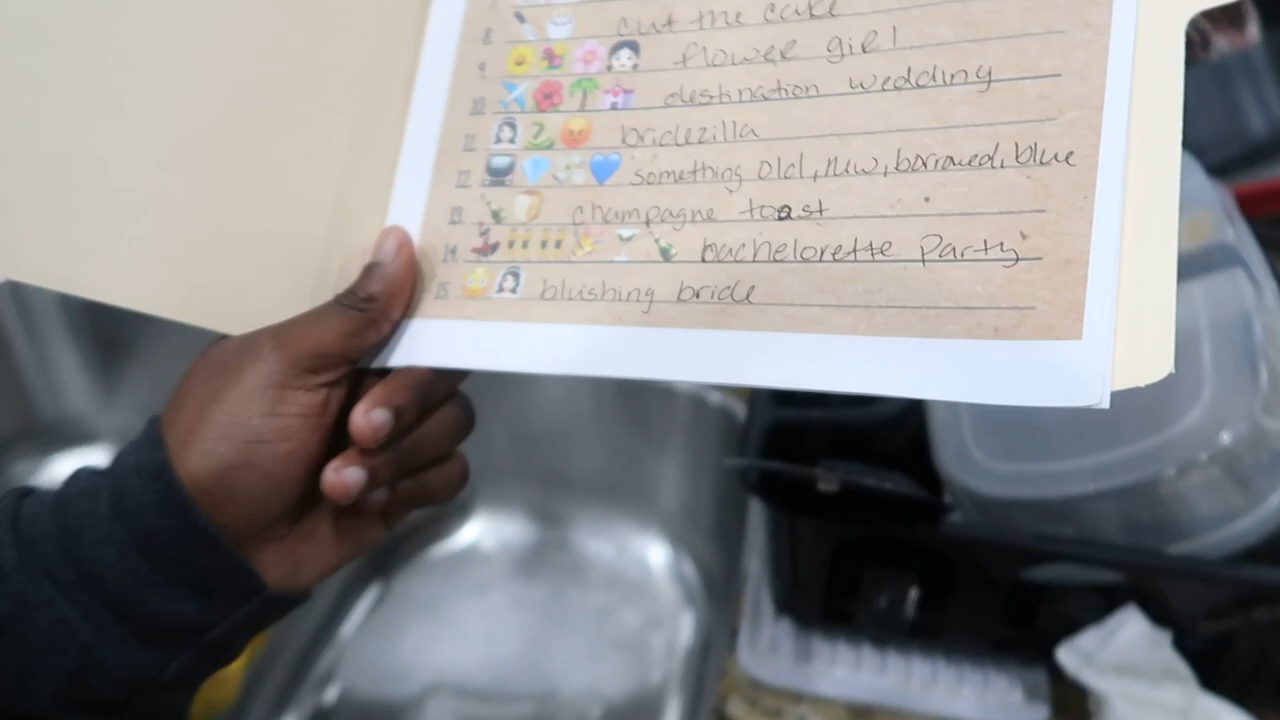 8. cut the cake
9. flower girl
10. destination wedding
11. bridezilla
12. something old, new, borrowed, blue
13. champagne toast
14. bachelorette party
15. blushing bride